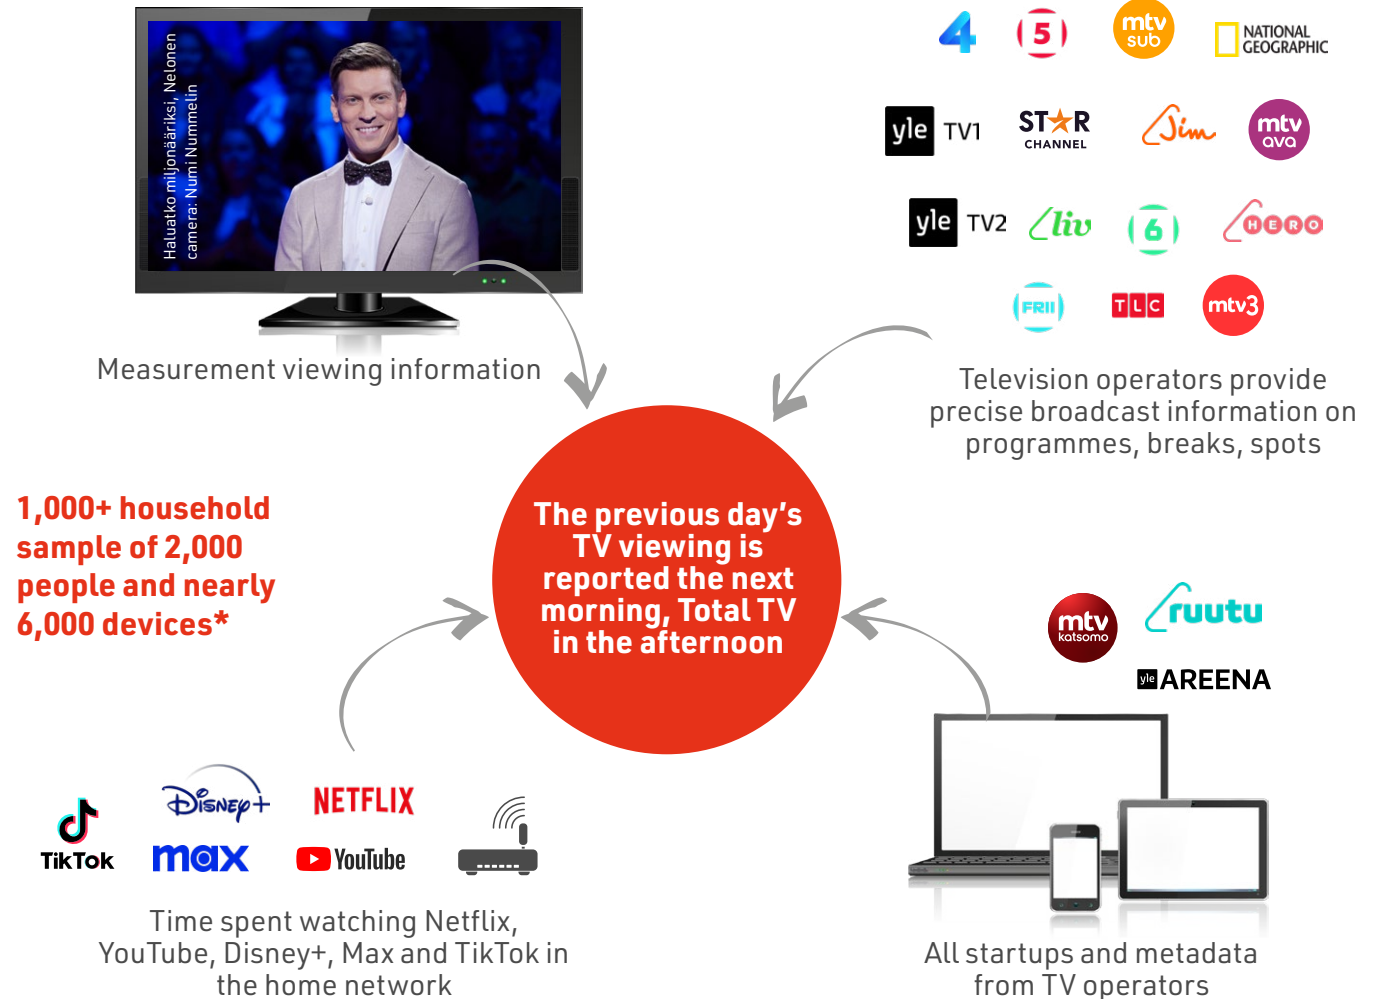 Haluatko miljonääriksi, Nelonen
camera: Numi Nummelin
Measurement viewing information
4
5
mtv
sub
NATIONAL
GEOGRAPHIC
yle TV1
STAR
CHANNEL
Jim
mtv
ava
yle TV2
liv
6
HERO
FRII
TLC
mtv3
Television operators provide
precise broadcast information on
programmes, breaks, spots
1,000+ household
sample of 2,000
people and nearly
6,000 devices*
The previous day’s
TV viewing is
reported the next
morning, Total TV
in the afternoon
mtv
katsomo
ruutu
yle AREENA
TikTok
Disney+
NETFLIX
max
YouTube
Time spent watching Netflix,
YouTube, Disney+, Max and TikTok in
the home network
All startups and metadata
from TV operators